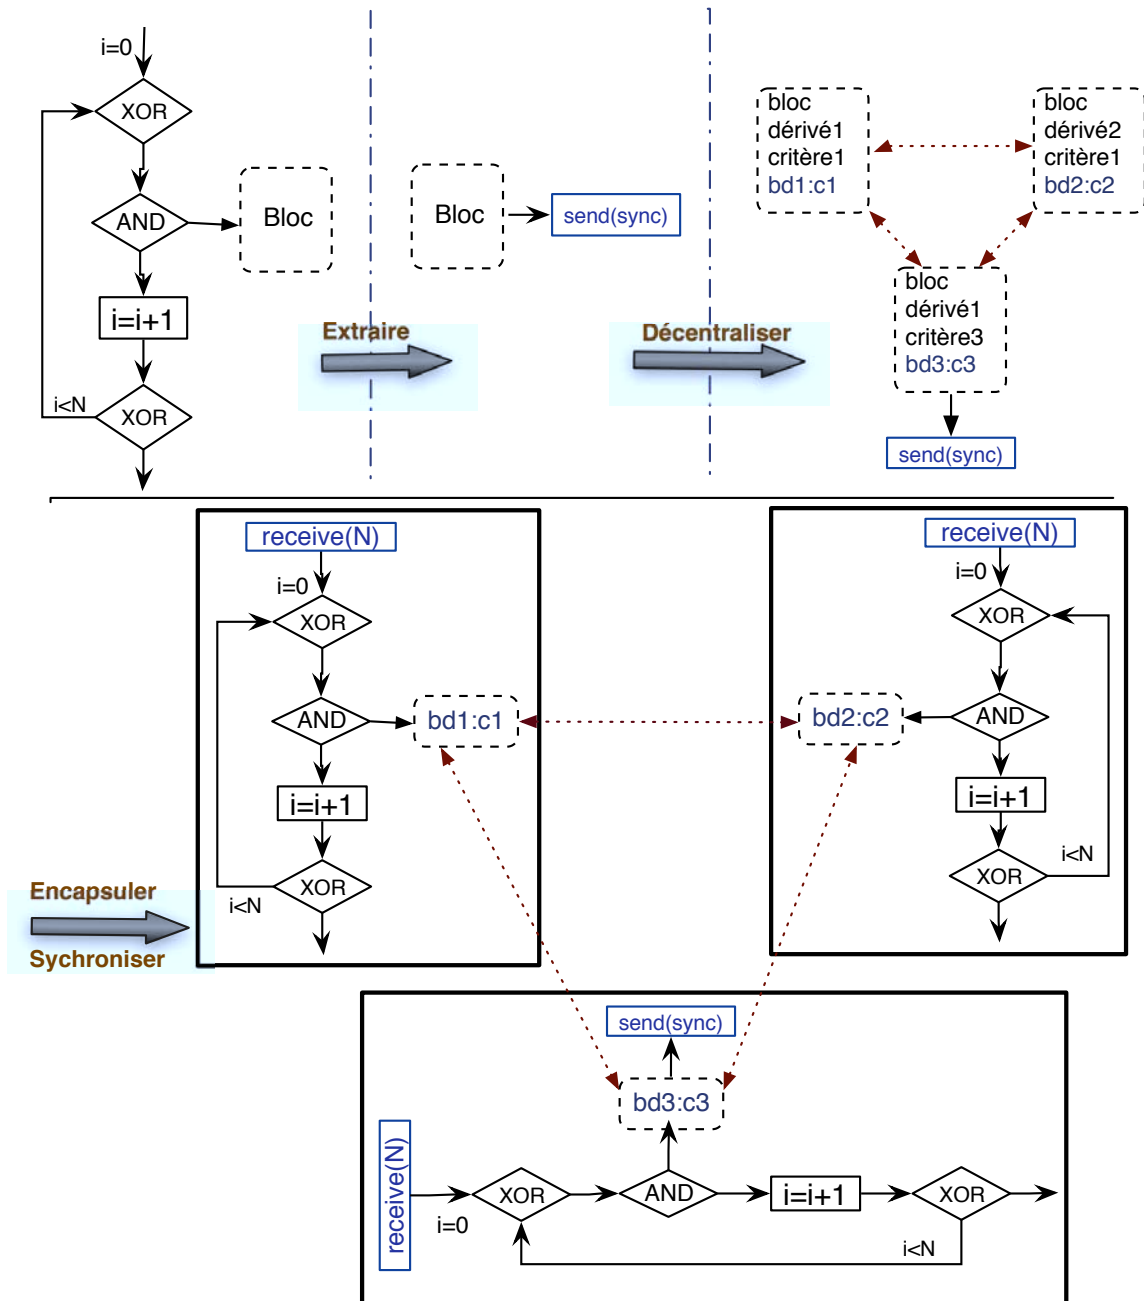 i=0
XOR
AND
Bloc
i=i+1
i<N
XOR
Extraire
Bloc
send(sync)
Décentraliser
bloc
dérivé1
critère1
bd1:c1
bloc
dérivé2
critère1
bd2:c2
bloc
dérivé1
critère3
bd3:c3
send(sync)
Encapsuler
Sychroniser
receive(N)
i=0
XOR
AND
bd1:c1
i=i+1
XOR
i<N
receive(N)
i=0
XOR
bd2:c2
AND
i=i+1
i<N
XOR
send(sync)
bd3:c3
receive(N)
i=0
XOR
AND
i=i+1
XOR
i<N